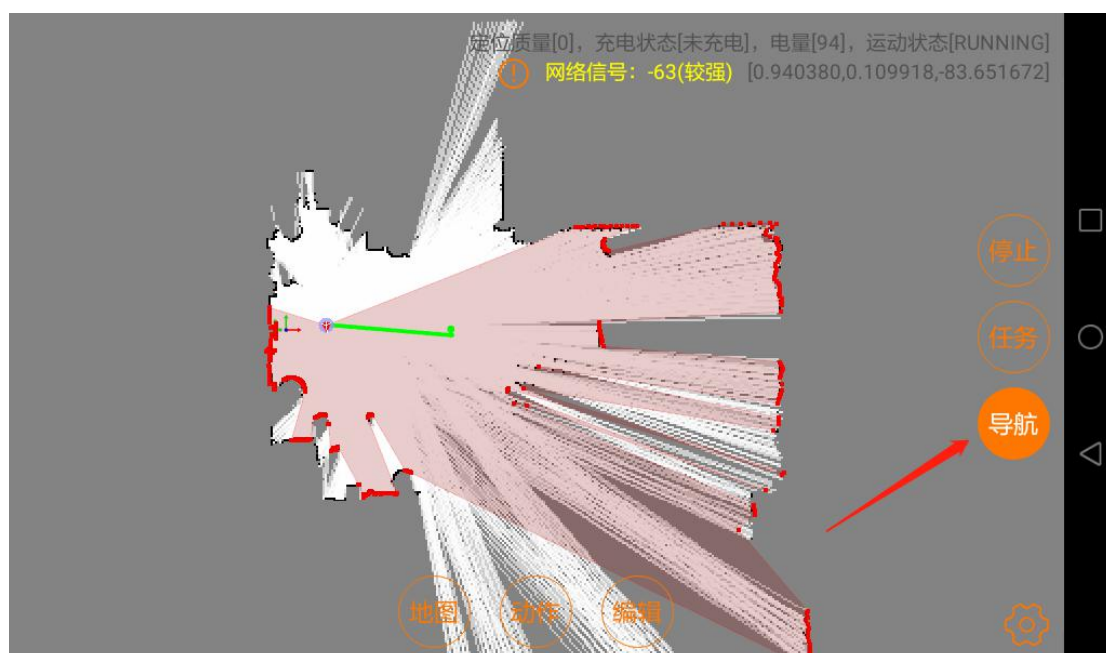 定位质量[0]，充电状态[未充电]，电量[94]，运动状态[RUNNING]
网络信号：-63(较强) [0.940380,0.109918,-83.651672]
停止
任务
导航
地图 动作 编辑